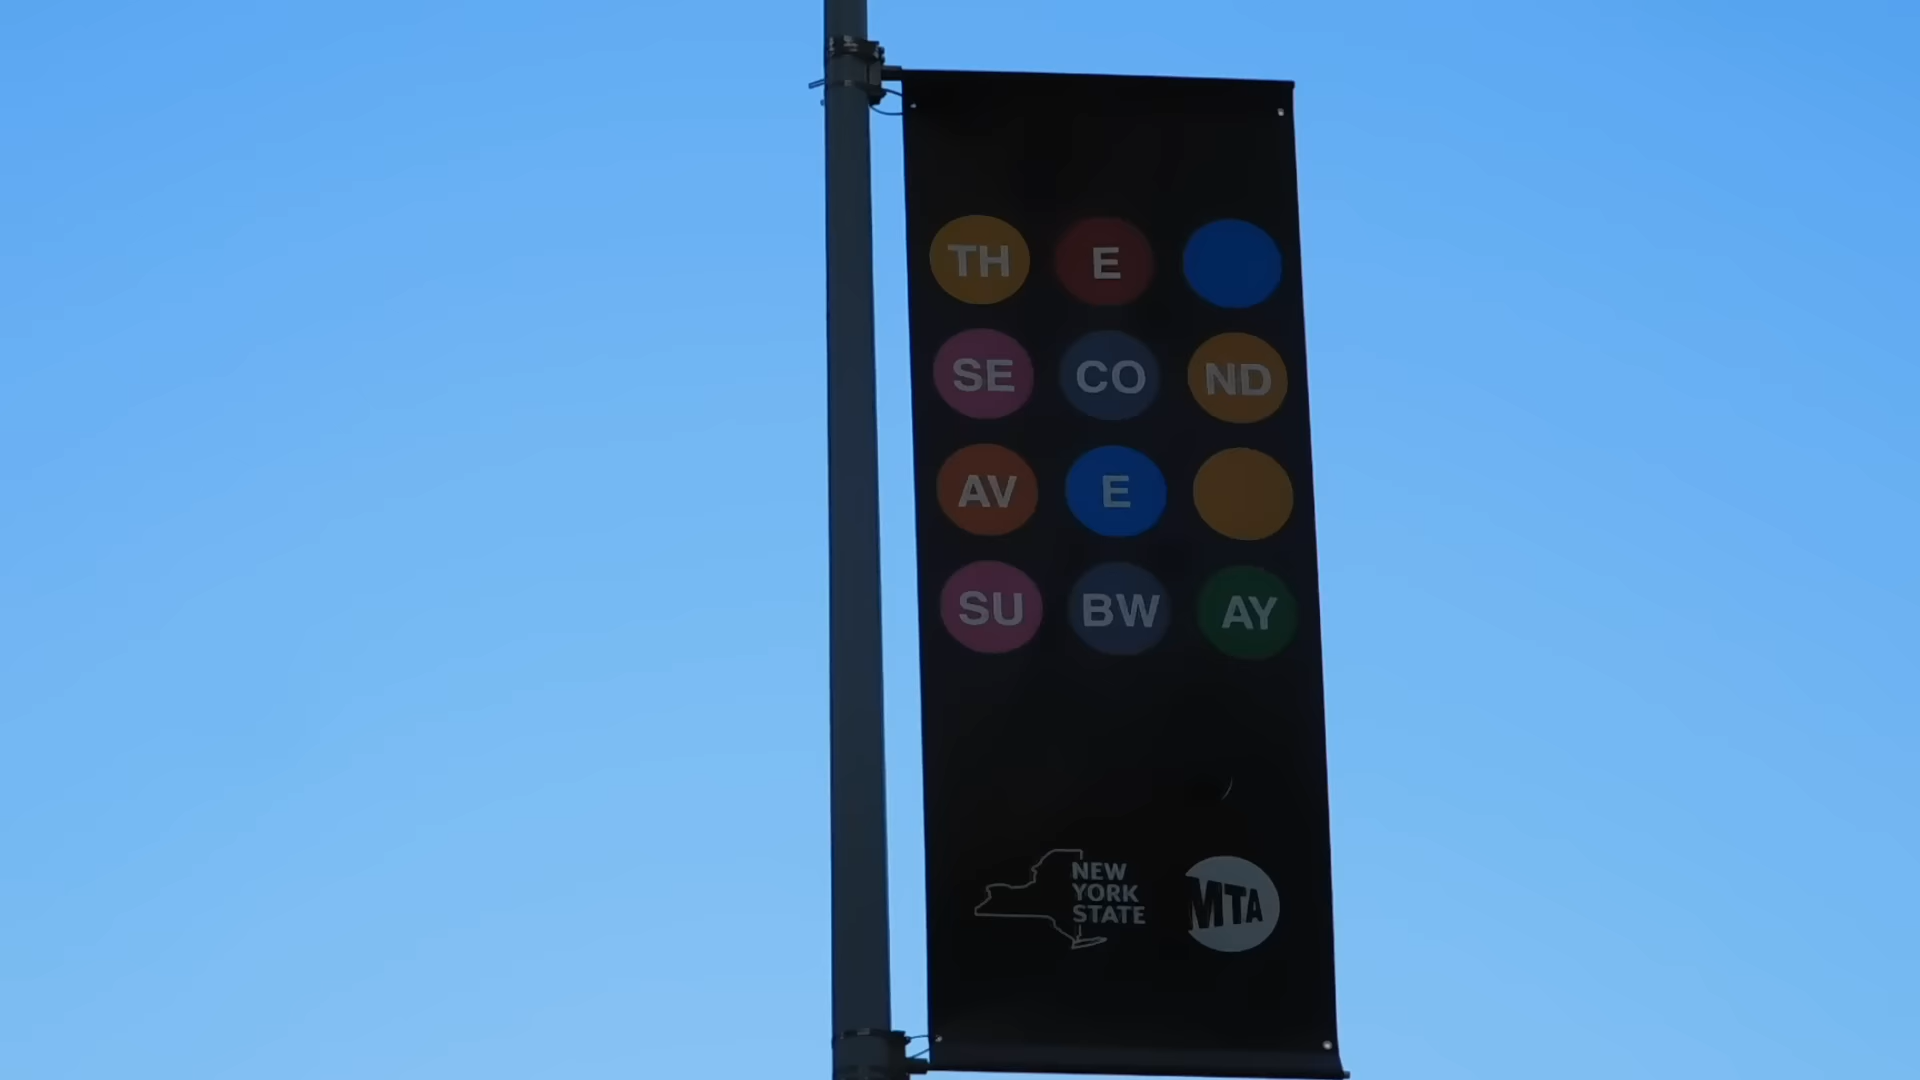 TH E
SE CO ND
AV E
SU BW AY
NEW
YORK
STATE
MTA